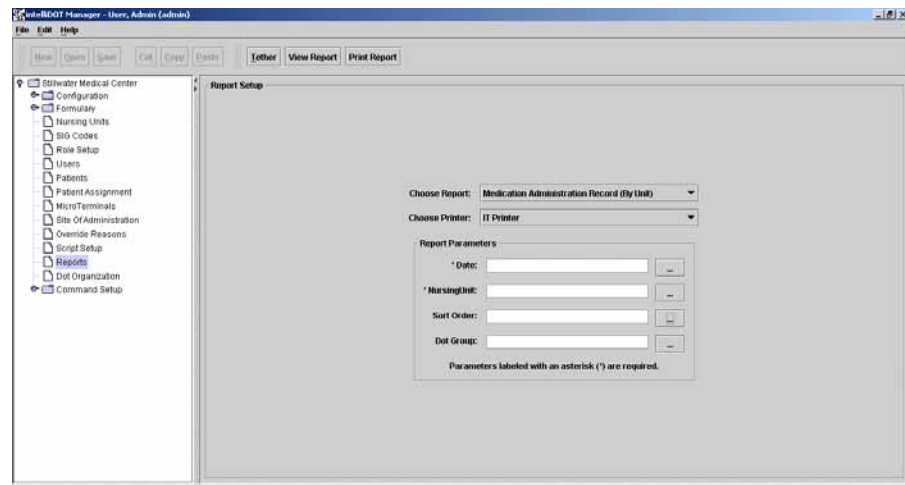 IntelliDOT Manager - User, Admin (admin)
File Edit Help
New Open Save Cut Copy Paste Tether View Report Print Report
Stillwater Medical Center
Configuration
Formulary
Nursing Units
SIG Codes
Role Setup
Users
Patients
Patient Assignment
MicroTerminals
Site Of Administration
Override Reasons
Script Setup
Reports
Dot Organization
Command Setup
Report Setup
Choose Report: Medication Administration Record (By Unit)
Choose Printer: IT Printer
Report Parameters
* Date: ...
* NursingUnit: ...
Sort Order: ...
Dot Group: ...
Parameters labeled with an asterisk (*) are required.